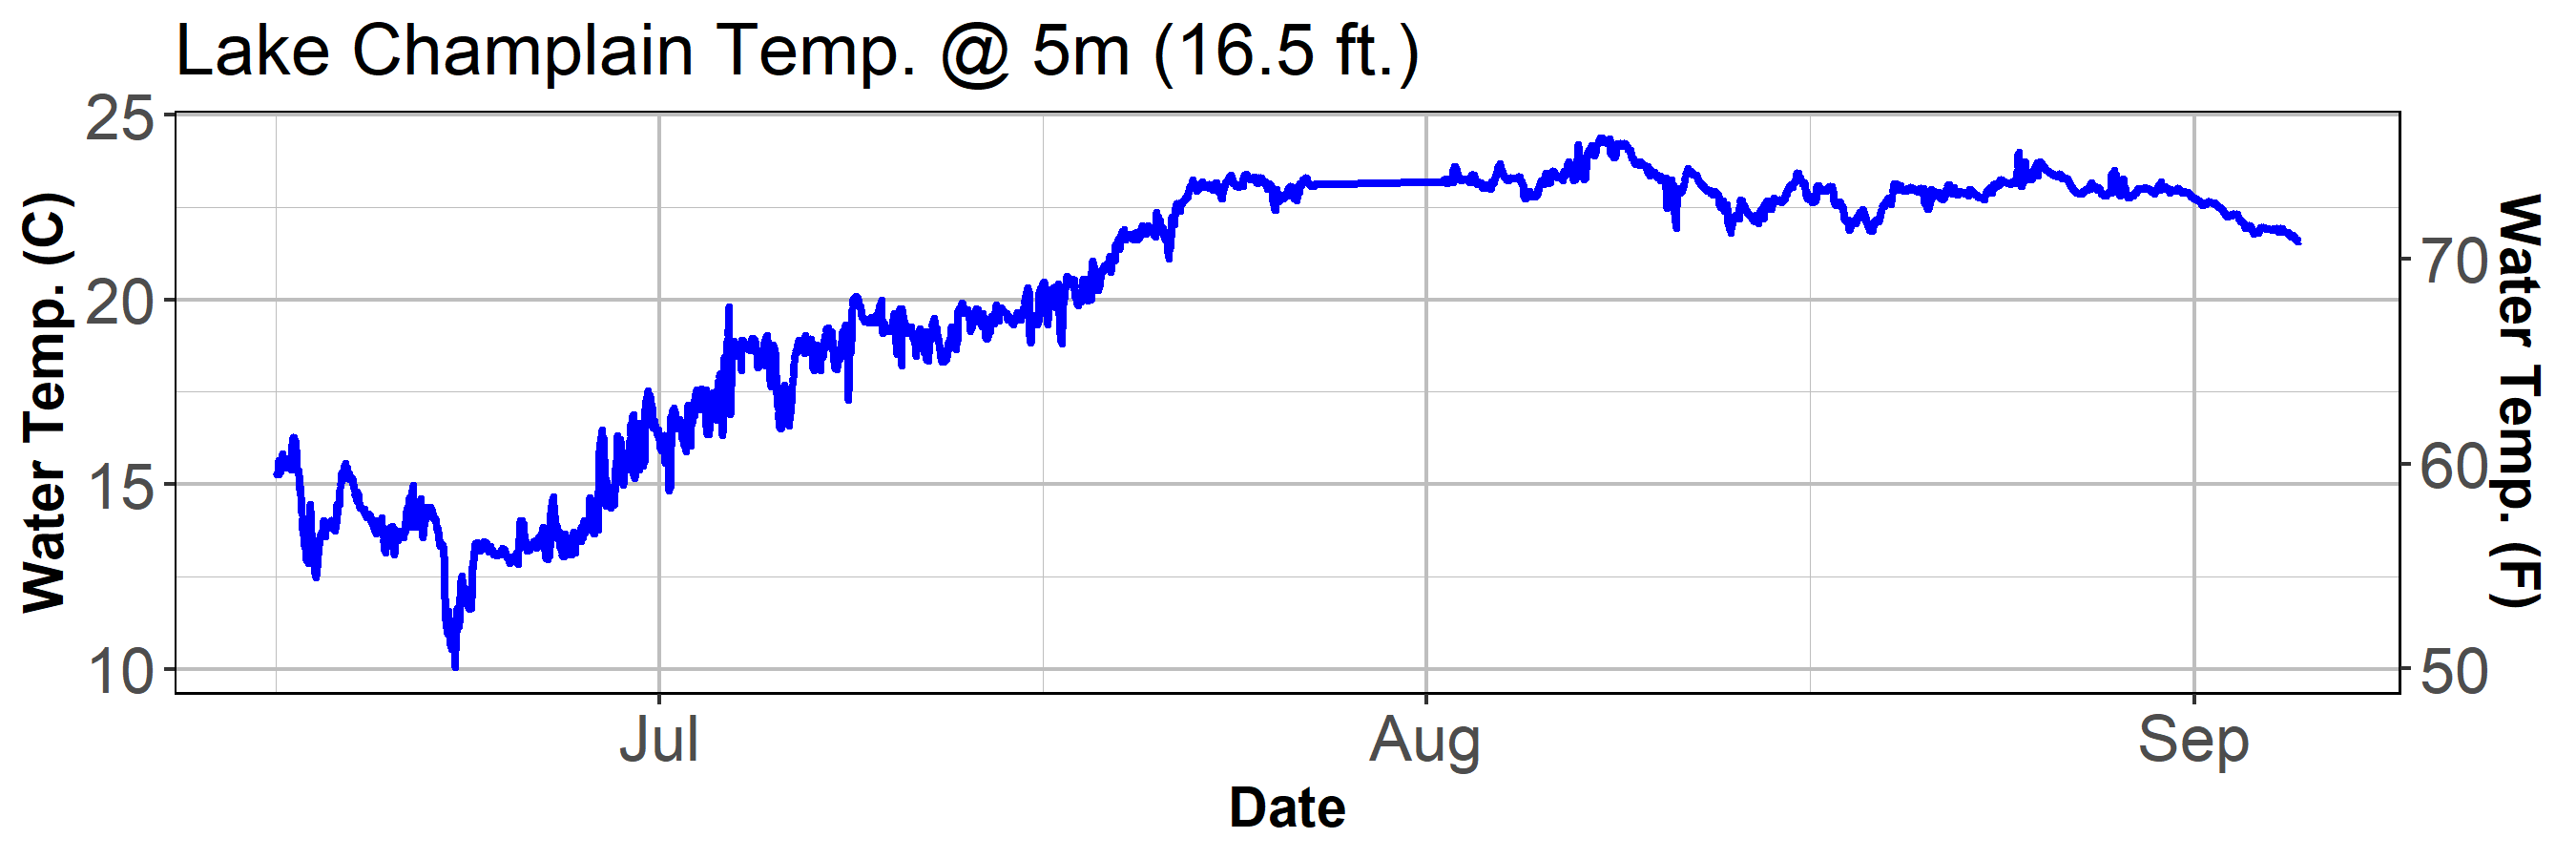 Lake Champlain Temp. @ 5m (16.5 ft.)
25
20
15
10
Water Temp. (C)
70
60
50
Water Temp. (F)
Jul Aug Sep
Date